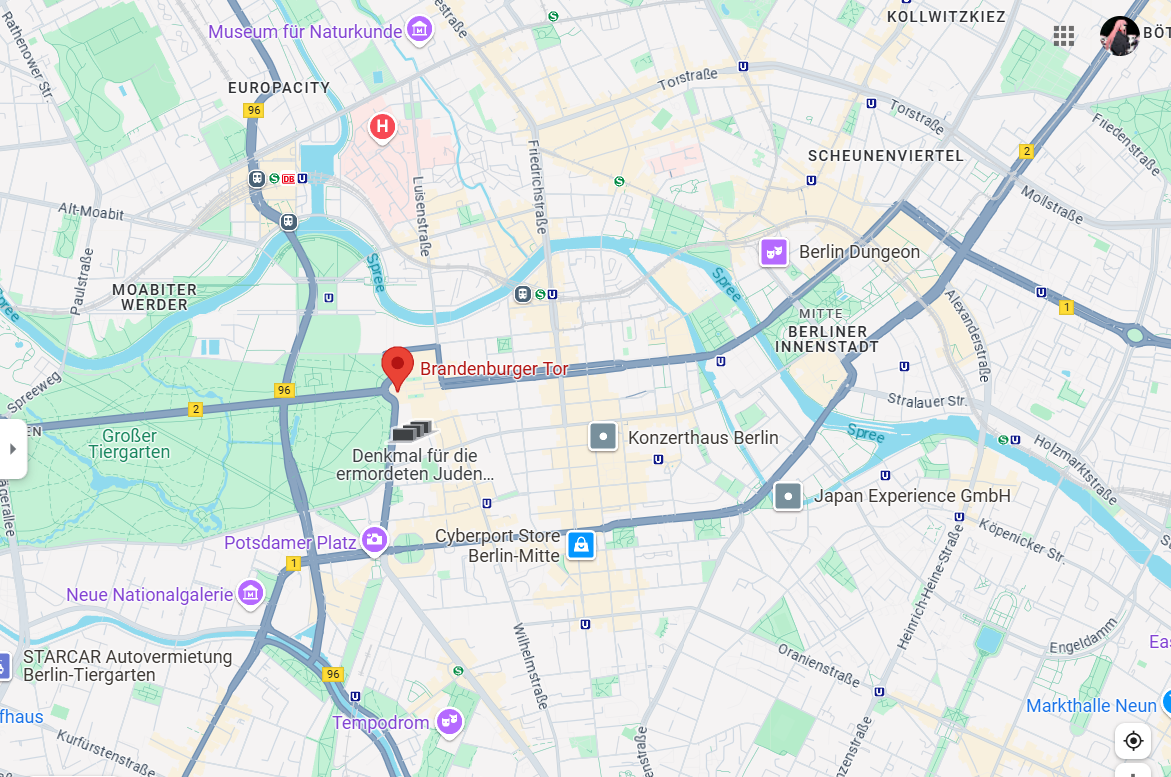 KOLLWITZKIEZ
Museum für Naturkunde
BÖT
Rathenower Str.
EUROPACITY
96
Torstraße
Torstraße
Friedenstraße
H
2
SCHEUNENVIERTEL
S DB U
Friedrichstraße
Luisenstraße
Mollstraße
Alt-Moabit
Paulstraße
Berlin Dungeon
Spree
Spree
Spree
MOABITER
WERDER
S U
MITTE
BERLINER
INNENSTADT
1
Alexanderstraße
Brandenburger Tor
Spreeweg
96
2
EN
Stralauer Str.
Großer
Tiergarten
Konzerthaus Berlin
Spree
S U
Holzmarktstraße
Denkmal für die
ermordeten Juden...
Japan Experience GmbH
Potsdamer Platz
Cyberport Store
Berlin-Mitte
Köpenicker Str.
1
Neue Nationalgalerie
Heinrich-Heine-Straße
STARCAR Autovermietung
Berlin-Tiergarten
96
Wilhelmstraße
Oranienstraße
Engeldamm
Eas
fhaus
Tempodrom
Markthalle Neun
Kurfürstenstraße